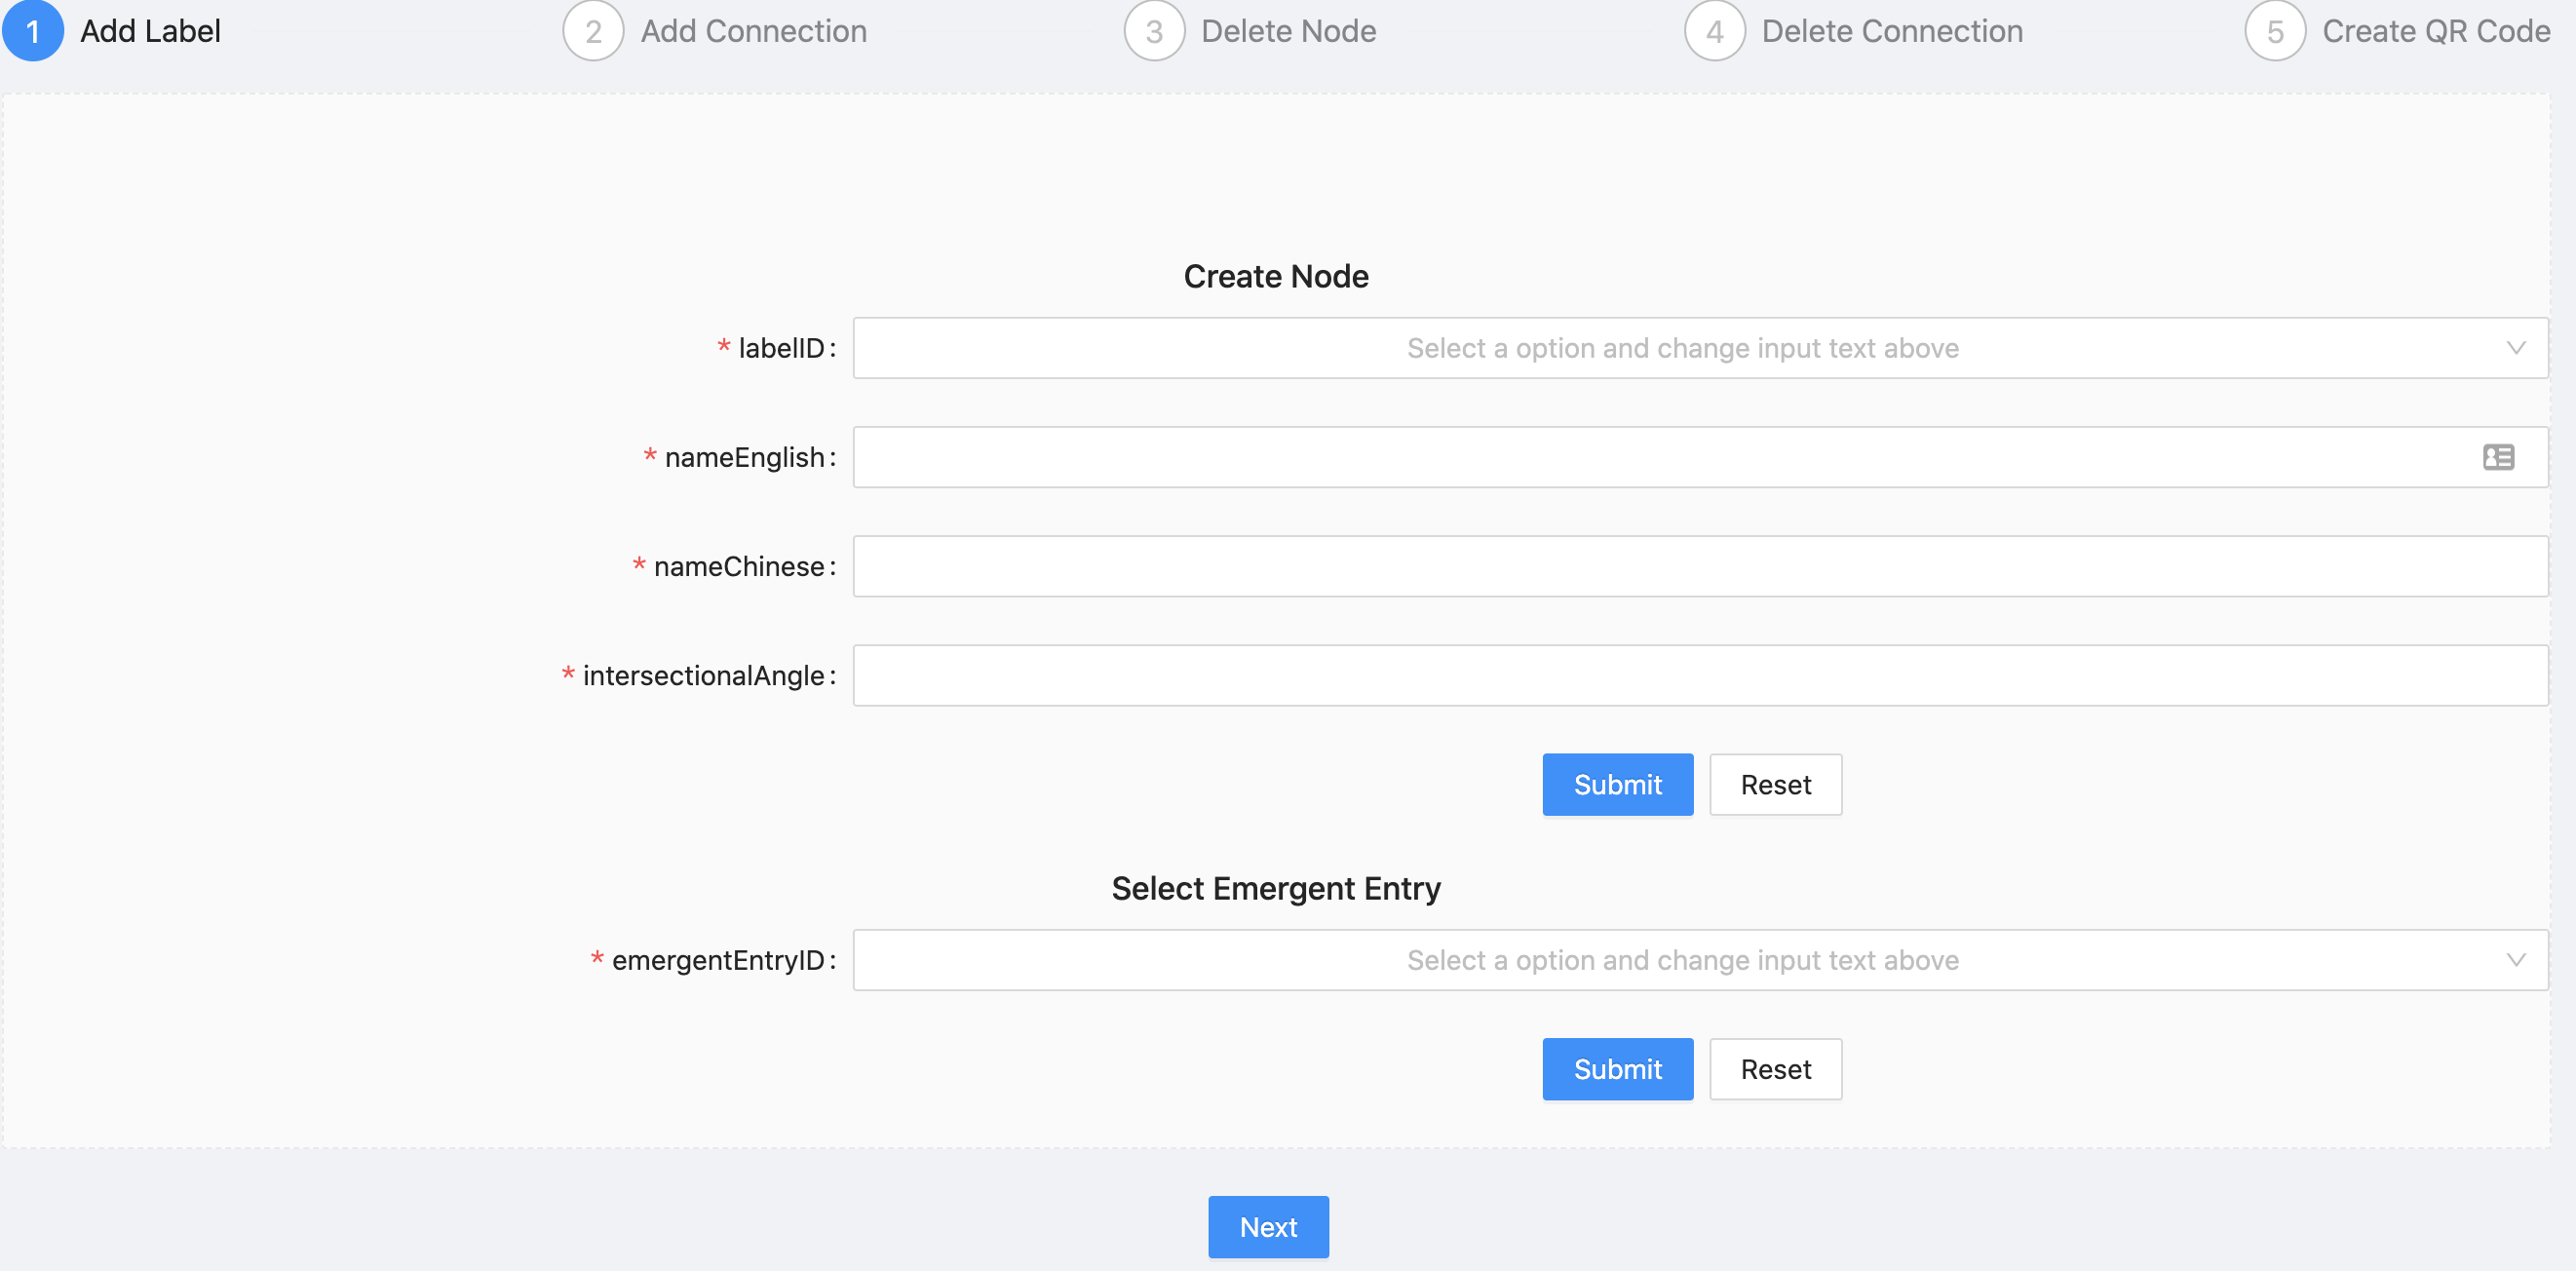 1 Add Label 2 Add Connection 3 Delete Node 4 Delete Connection 5 Create QR Code
Create Node
* labelID: Select a option and change input text above
* nameEnglish:
* nameChinese:
* intersectionalAngle:
Submit Reset
Select Emergent Entry
* emergentEntryID: Select a option and change input text above
Submit Reset
Next